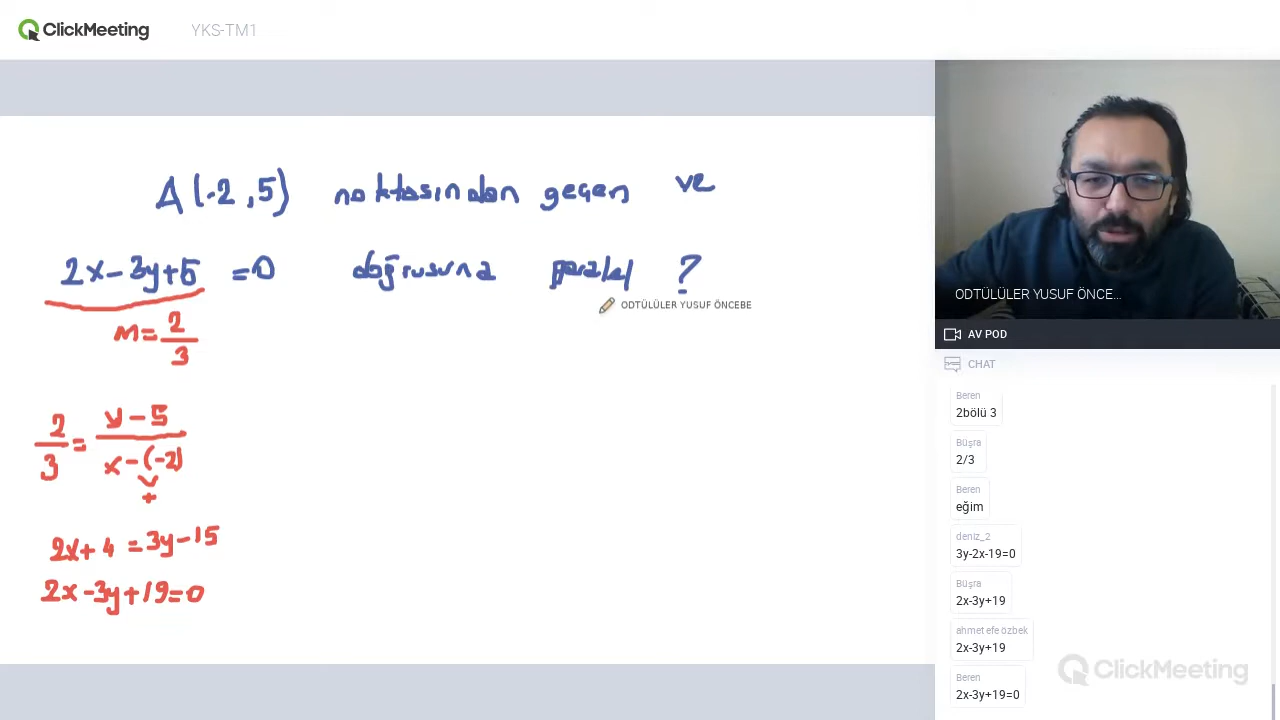 ClickMeeting YKS-TM1
A(-2,5) noktasından geçen ve
2x-3y+5 =0 doğrusuna paralel ?
ODTÜLÜLER YUSUF ÖNCEBE
m=2/3
2/3 = y-5/x-(-2)
+
2x+4 =3y-15
2x-3y+19=0
ODTÜLÜLER YUSUF ÖNCE...
AV POD
CHAT
Beren
2bölü 3
Büşra
2/3
Beren
eğim
deniz_2
3y-2x-19=0
Büşra
2x-3y+19
ahmet efe özbek
2x-3y+19
Beren
2x-3y+19=0
ClickMeeting